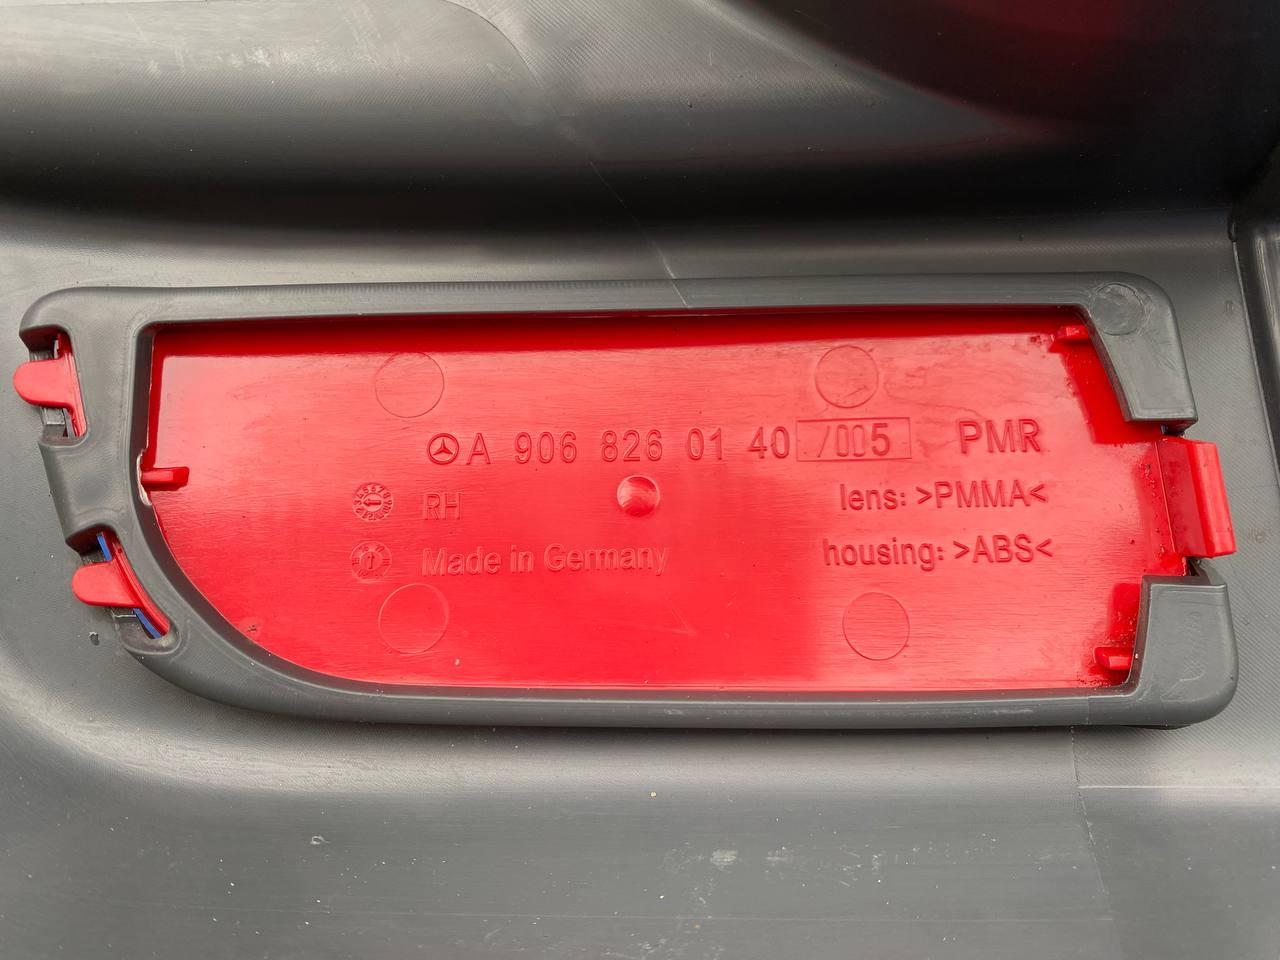 A 906 826 01 40 /005 PMR
RH lens: >PMMA<
Made in Germany housing: >ABS<